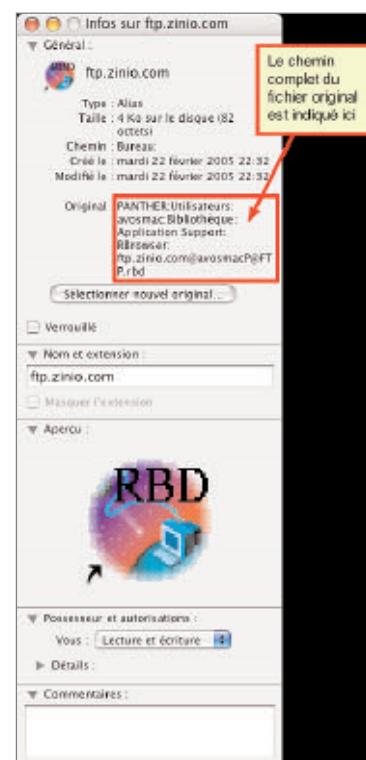 Infos sur ftp.zinio.com
Général :
RBD
ftp.zinio.com
Type : Alias
Taille : 4 Ko sur le disque (82
octets)
Chemin : Bureau:
Créé le : mardi 22 février 2005 22:32
Modifié le : mardi 22 février 2005 22:32
Original : PANTHER:Utilisateurs:
avosmac:Bibliothèque:
Application Support:
RBrowser:
ftp.zinio.com@avosmacP@FT
P.rbd
Sélectionner nouvel original...
Verrouillé
Nom et extension :
ftp.zinio.com
Masquer l'extension
Aperçu :
RBD
Possesseur et autorisations :
Vous : Lecture et écriture
Détails :
Commentaires :
Le chemin
complet du
fichier original
est indiqué ici